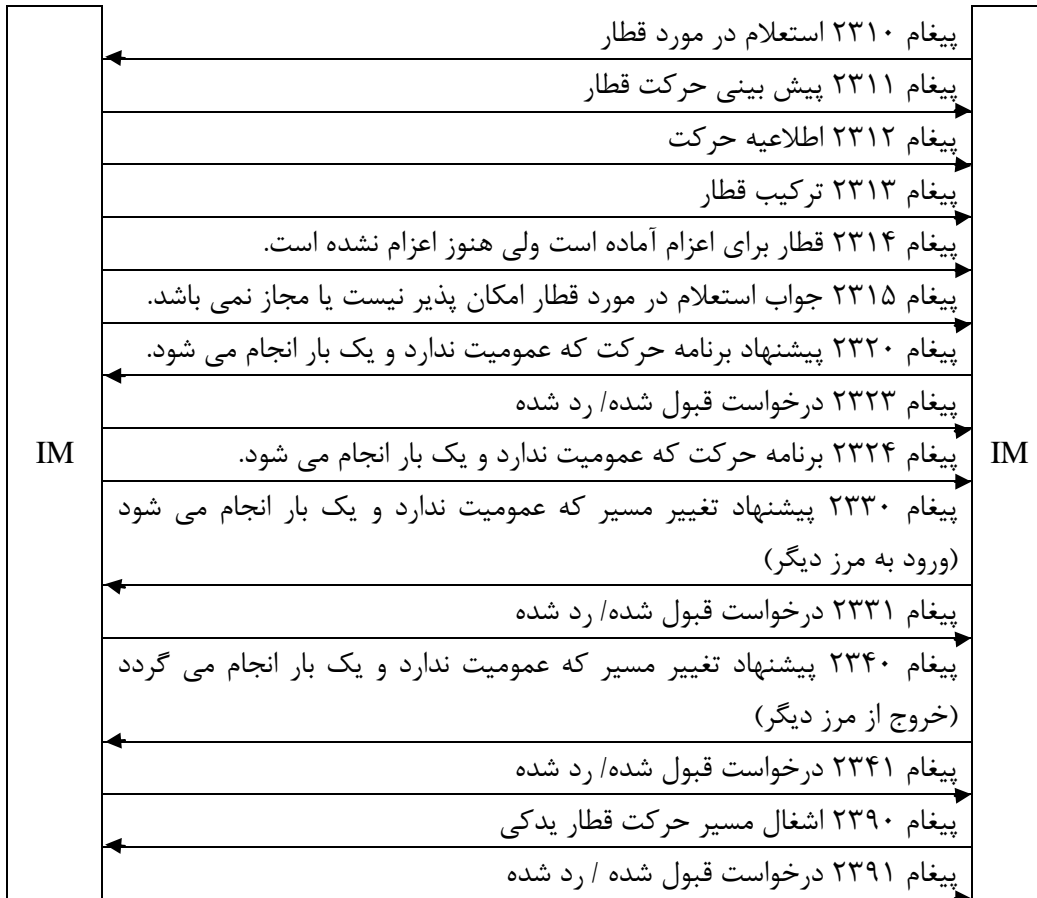 پیغام ۲۳۱۰ استعلام در مورد قطار
پیغام ۲۳۱۱ پیش بینی حرکت قطار
پیغام ۲۳۱۲ اطلاعیه حرکت
پیغام ۲۳۱۳ ترکیب قطار
پیغام ۲۳۱۴ قطار برای اعزام آماده است ولی هنوز اعزام نشده است.
پیغام ۲۳۱۵ جواب استعلام در مورد قطار امکان پذیر نیست یا مجاز نمی باشد.
پیغام ۲۳۲۰ پیشنهاد برنامه حرکت که عمومیت ندارد و یک بار انجام می شود.
پیغام ۲۳۲۳ درخواست قبول شده/ رد شده
IM
پیغام ۲۳۲۴ برنامه حرکت که عمومیت ندارد و یک بار انجام می شود.
IM
پیغام ۲۳۳۰ پیشنهاد تغییر مسیر که عمومیت ندارد و یک بار انجام می شود
(ورود به مرز دیگر)
پیغام ۲۳۳۱ درخواست قبول شده/ رد شده
پیغام ۲۳۴۰ پیشنهاد تغییر مسیر که عمومیت ندارد و یک بار انجام می گردد
(خروج از مرز دیگر)
پیغام ۲۳۴۱ درخواست قبول شده/ رد شده
پیغام ۲۳۹۰ اشغال مسیر حرکت قطار یدکی
پیغام ۲۳۹۱ درخواست قبول شده / رد شده